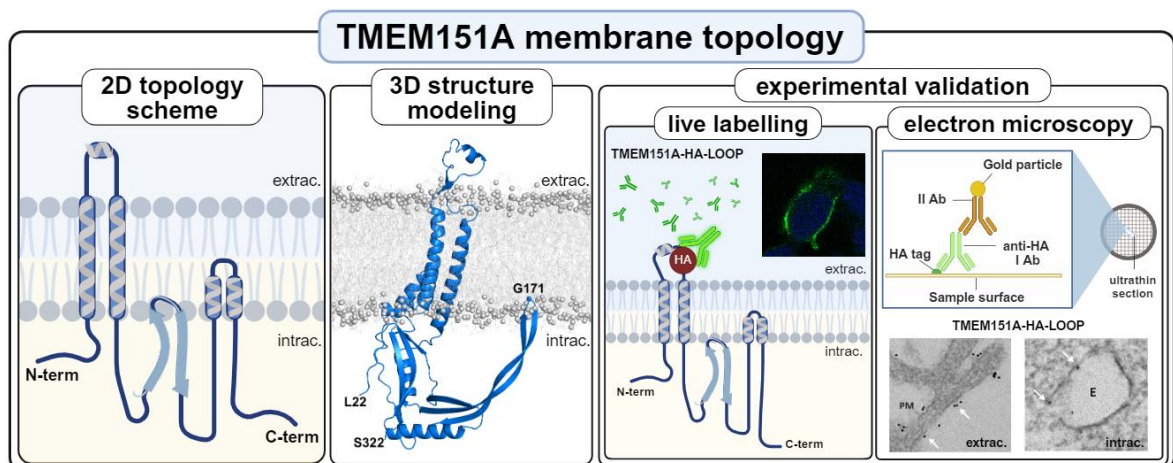 TMEM151A membrane topology
2D topology
scheme
extrac.
intrac.
N-term
C-term
3D structure
modeling
extrac.
G171
intrac.
L22
S322
experimental validation
live labelling
TMEM151A-HA-LOOP
HA
extrac.
intrac.
N-term
C-term
electron microscopy
Gold particle
II Ab
anti-HA
I Ab
HA tag
Sample surface
ultrathin
section
TMEM151A-HA-LOOP
PM
extrac.
E
intrac.